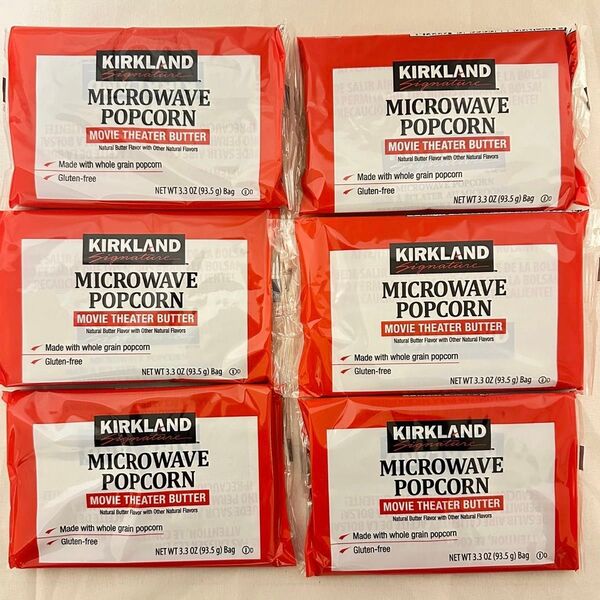 KIRKLAND
Signature
MICROWAVE
POPCORN
MOVIE THEATER BUTTER
Natural Butter Flavor with Other Natural Flavors
Made with whole grain popcorn
Gluten-free
NET WT 3.3 OZ (93.5 g) Bag
KIRKLAND
Signature
MICROWAVE
POPCORN
MOVIE THEATER BUTTER
Natural Butter Flavor with Other Natural Flavors
Made with whole grain popcorn
Gluten-free
NET WT 3.3 OZ (93.5 g) Bag
KIRKLAND
Signature
MICROWAVE
POPCORN
MOVIE THEATER BUTTER
Natural Butter Flavor with Other Natural Flavors
Made with whole grain popcorn
Gluten-free
NET WT 3.3 OZ (93.5 g) Bag
KIRKLAND
Signature
MICROWAVE
POPCORN
MOVIE THEATER BUTTER
Natural Butter Flavor with Other Natural Flavors
Made with whole grain popcorn
Gluten-free
NET WT 3.3 OZ (93.5 g) Bag
KIRKLAND
Signature
MICROWAVE
POPCORN
MOVIE THEATER BUTTER
Natural Butter Flavor with Other Natural Flavors
Made with whole grain popcorn
Gluten-free
NET WT 3.3 OZ (93.5 g) Bag
KIRKLAND
Signature
MICROWAVE
POPCORN
MOVIE THEATER BUTTER
Natural Butter Flavor with Other Natural Flavors
Made with whole grain popcorn
Gluten-free
NET WT 3.3 OZ (93.5 g) Bag